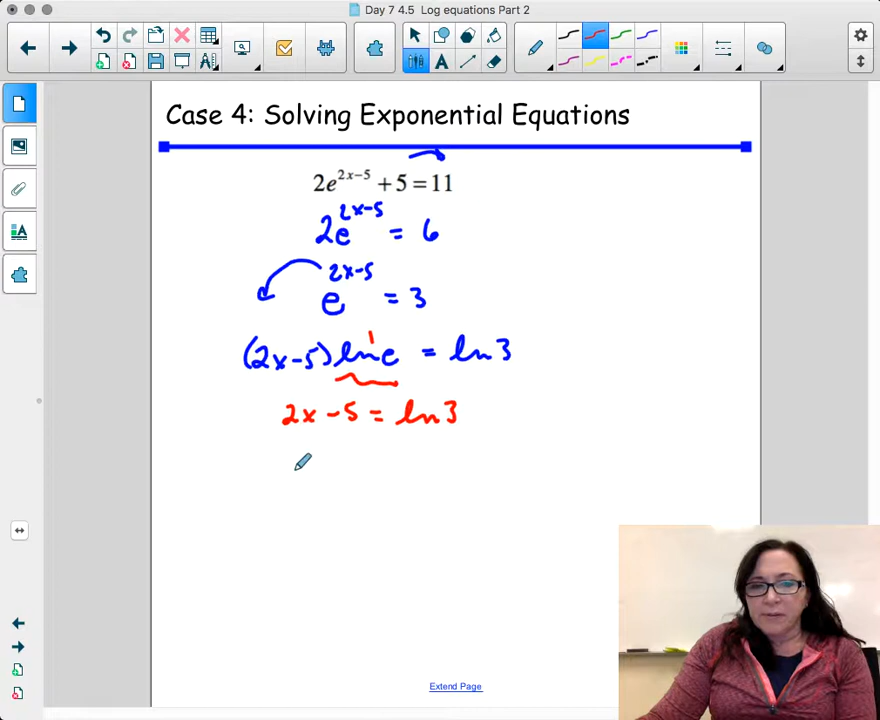 Day 7 4.5 Log equations Part 2
Case 4: Solving Exponential Equations
2e^{2x-5} + 5 = 11
2e^{2x-5} = 6
e^{2x-5} = 3
1
(2x-5) ln e = ln 3
2x - 5 = ln 3
Extend Page